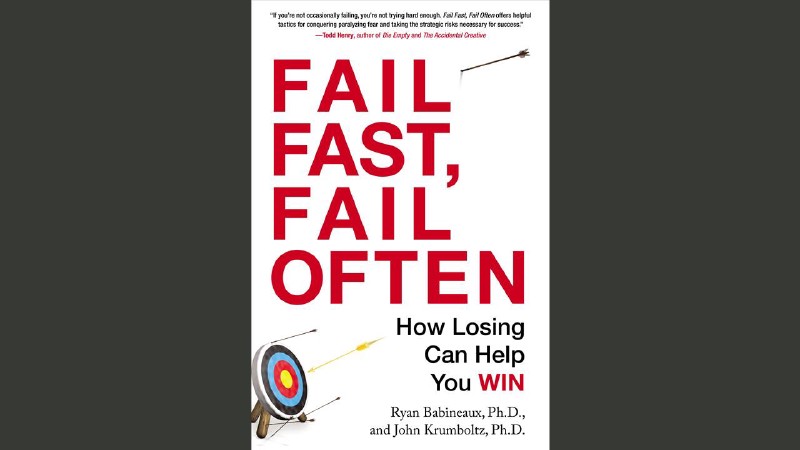 "If you're not occasionally failing, you're not trying hard enough. Fail Fast, Fail Often offers helpful
tactics for conquering paralyzing fear and taking the strategic risks necessary for success."
—Todd Henry, author of Die Empty and The Accidental Creative
FAIL
FAST,
FAIL
OFTEN
How Losing
Can Help
You WIN
Ryan Babineaux, Ph.D.,
and John Krumboltz, Ph.D.